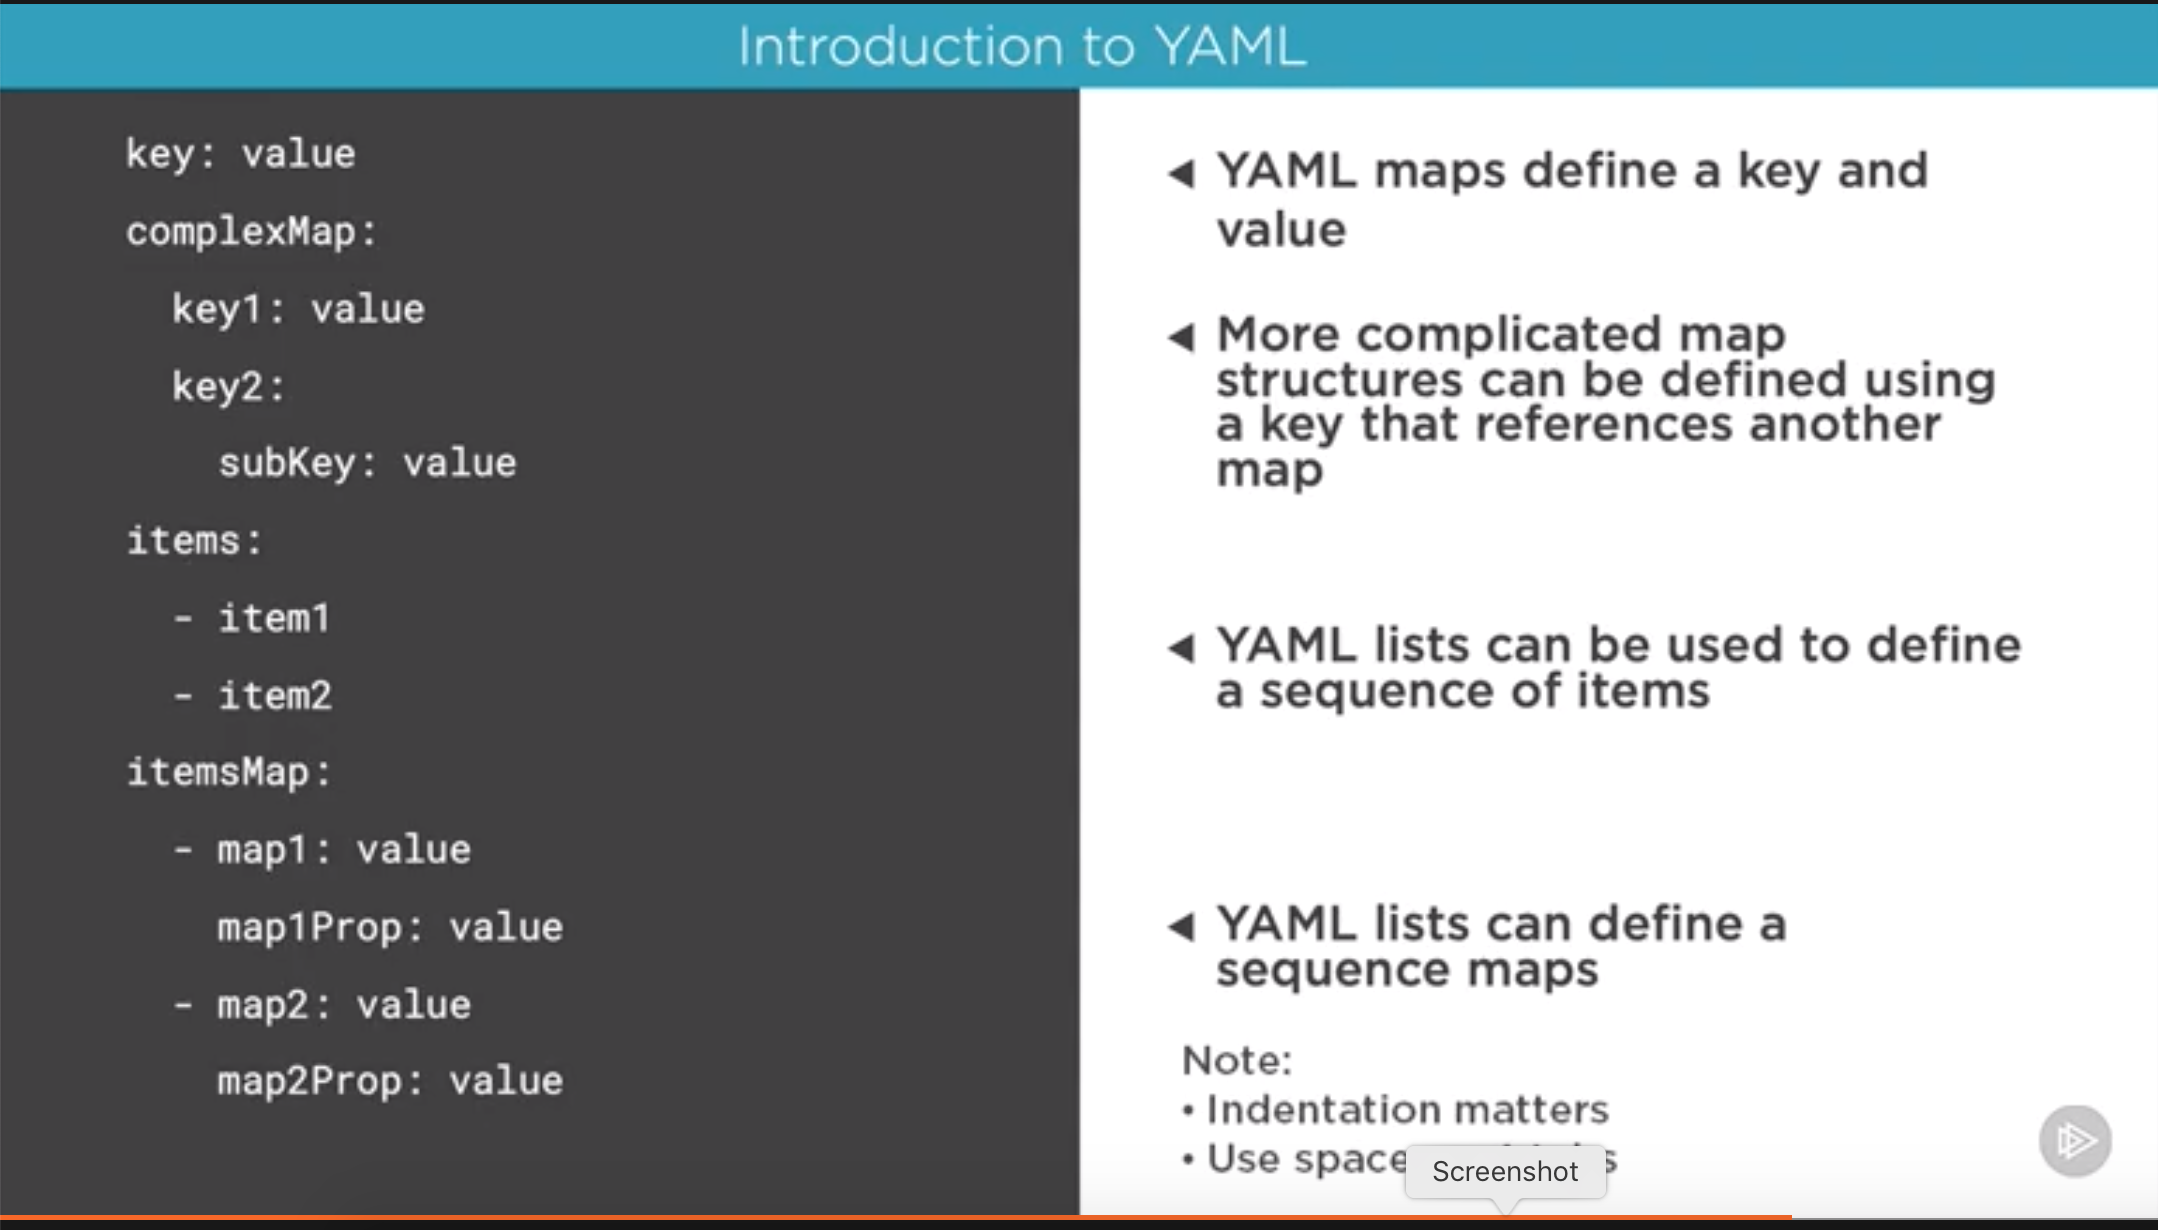 Introduction to YAML
key: value
complexMap:
  key1: value
  key2:
    subKey: value
items:
  - item1
  - item2
itemsMap:
  - map1: value
    map1Prop: value
  - map2: value
    map2Prop: value
◀ YAML maps define a key and
value
◀ More complicated map
structures can be defined using
a key that references another
map
◀ YAML lists can be used to define
a sequence of items
◀ YAML lists can define a
sequence maps
Note:
• Indentation matters
• Use
Screenshot